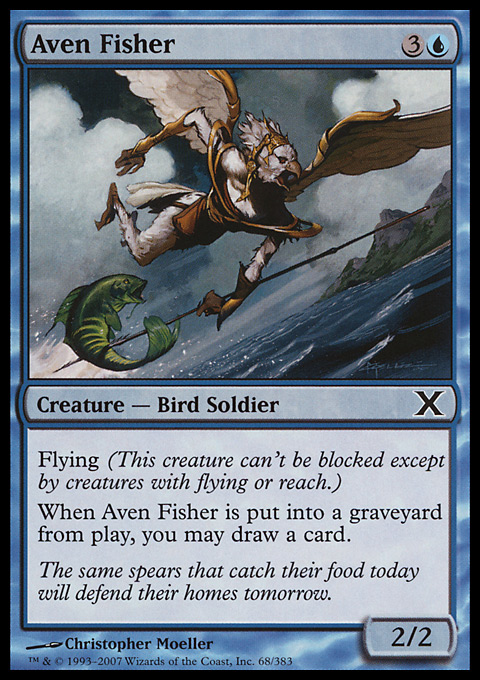 Aven Fisher 3
Creature — Bird Soldier X
Flying (This creature can't be blocked except
by creatures with flying or reach.)
When Aven Fisher is put into a graveyard
from play, you may draw a card.
The same spears that catch their food today
will defend their homes tomorrow.
2/2
Christopher Moeller
™ & © 1993–2007 Wizards of the Coast, Inc. 68/383